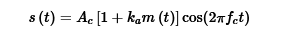 s (t) = A_c [1 + k_a m (t)] cos(2πf_c t)